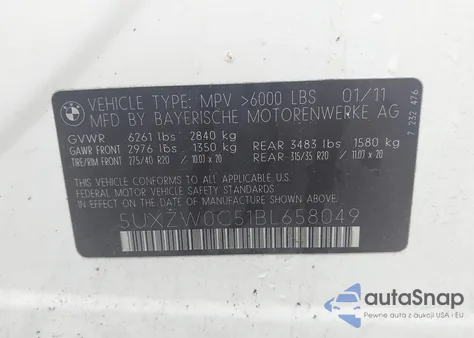 BMW
VEHICLE TYPE: MPV >6000 LBS 01/11
MFD BY BAYERISCHE MOTORENWERKE AG
GVWR 6261 lbs 2840 kg
GAWR FRONT 2976 lbs 1350 kg REAR 3483 lbs 1580 kg
TIRE/RIM FRONT 275/40 R20 // 10.0J x 20 REAR 315/35 R20 // 11.0J x 20
THIS VEHICLE CONFORMS TO ALL APPLICABLE
FEDERAL MOTOR VEHICLE SAFETY STANDARDS
IN EFFECT ON THE DATE OF MANUFACTURE SHOWN ABOVE.
5UXZW0C51BL658049
7 232 476
autoSnap
Pewne auta z aukcji USA i EU